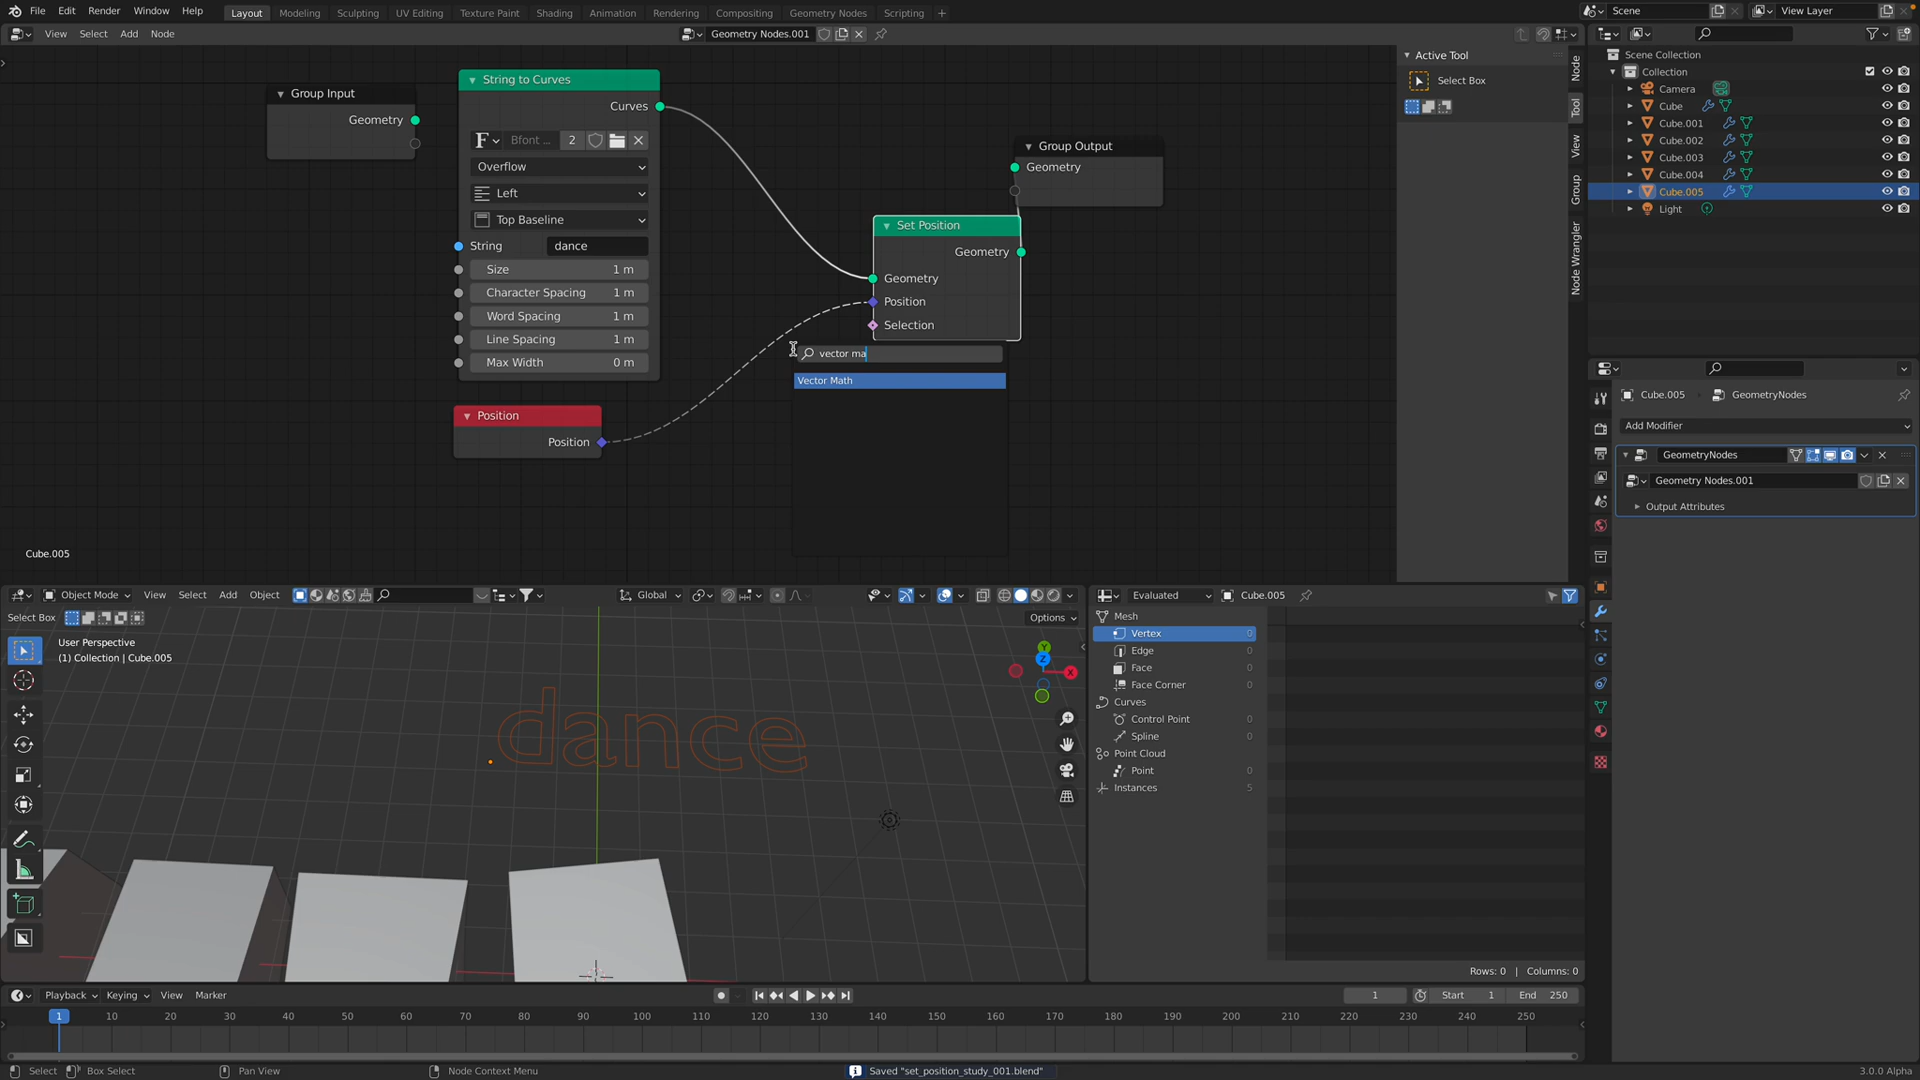 File Edit Render Window Help Layout Modeling Sculpting UV Editing Texture Paint Shading Animation Rendering Compositing Geometry Nodes Scripting + Scene View Layer
View Select Add Node Geometry Nodes.001
Group Input
Geometry
String to Curves
Curves
F Bfont ... 2
Overflow
Left
Top Baseline
String dance
Size 1 m
Character Spacing 1 m
Word Spacing 1 m
Line Spacing 1 m
Max Width 0 m
Position
Position
Set Position
Geometry
Geometry
Position
Selection
Group Output
Geometry
vector ma
Vector Math
Cube.005
Active Tool
Select Box
Node
Tool
View
Group
Node Wrangler
Scene Collection
Collection
Camera
Cube
Cube.001
Cube.002
Cube.003
Cube.004
Cube.005
Light
Cube.005 GeometryNodes
Add Modifier
GeometryNodes
Geometry Nodes.001
Output Attributes
Object Mode View Select Add Object Global
Select Box Options
User Perspective
(1) Collection | Cube.005
Y
Z
X
dance
Evaluated Cube.005
Mesh
Vertex 0
Edge 0
Face 0
Face Corner 0
Curves
Control Point 0
Spline 0
Point Cloud
Point 0
Instances 5
Rows: 0 | Columns: 0
Playback Keying View Marker 1 Start 1 End 250
1 10 20 30 40 50 60 70 80 90 100 110 120 130 140 150 160 170 180 190 200 210 220 230 240 250
Select Box Select Pan View Node Context Menu Saved "set_position_study_001.blend" 3.0.0 Alpha